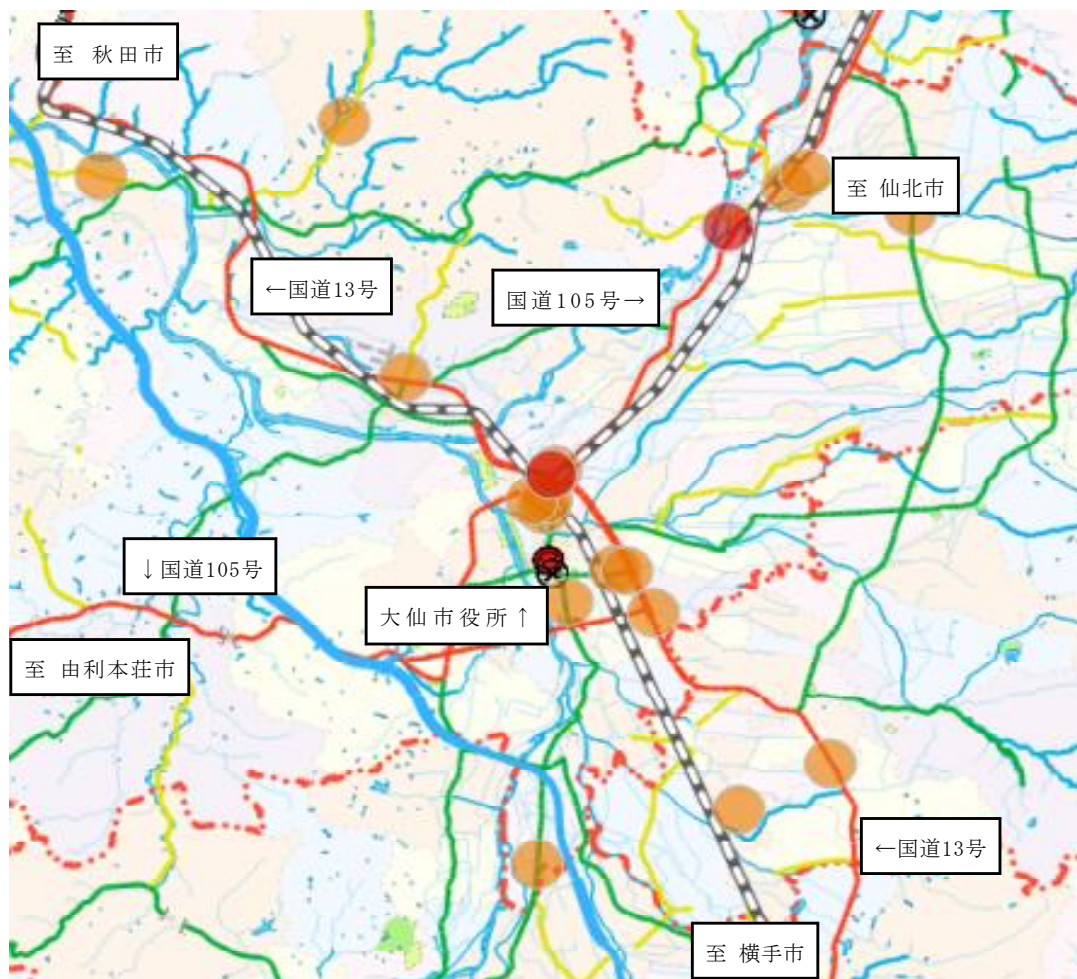 至 秋田市
至 仙北市
←国道13号
国道105号→
↓国道105号
大仙市役所↑
至 由利本荘市
←国道13号
至 横手市